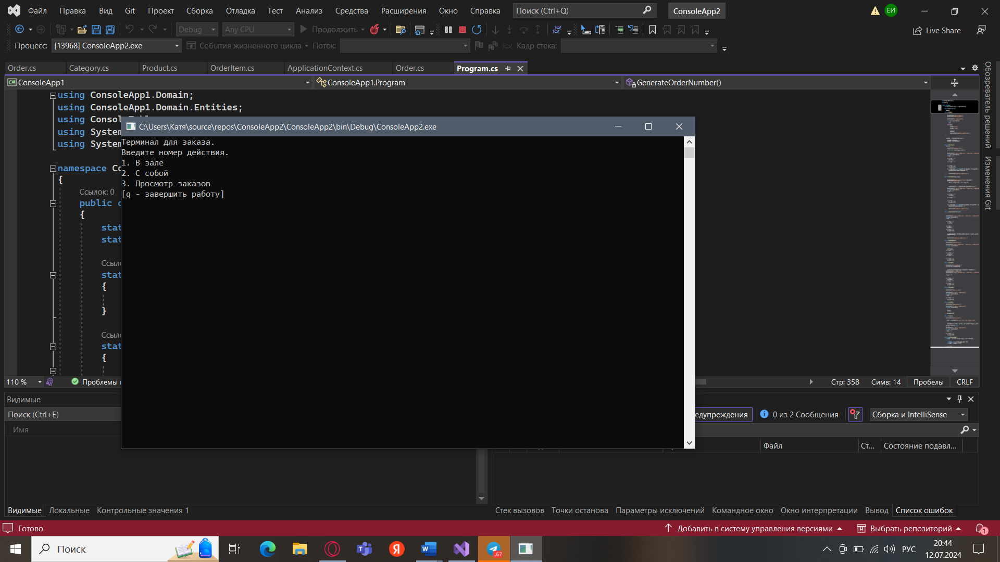 Файл Правка Вид Git Проект Сборка Отладка Тест Анализ Средства Расширения Окно Справка Поиск (Ctrl+Q) ConsoleApp2 ЕИ
Debug Any CPU Продолжить Live Share
Процесс: [13968] ConsoleApp2.exe События жизненного цикла Поток: Кадр стека:
Order.cs Category.cs Product.cs OrderItem.cs ApplicationContext.cs Order.cs Program.cs
ConsoleApp1 ConsoleApp1.Program GenerateOrderNumber()
Обозреватель решений
Изменения Git
using ConsoleApp1.Domain;
using ConsoleApp1.Domain.Entities;
using Consol
using System
using System
namespace Co
{
Ссылок: 0
public
{
stat
stat
Ссыл
stat
{
}
Ссыл
stat
{
C:\Users\Катя\source\repos\ConsoleApp2\ConsoleApp2\bin\Debug\ConsoleApp2.exe
Терминал для заказа.
Введите номер действия.
1. В зале
2. С собой
3. Просмотр заказов
[q - завершить работу]
110 % Проблемы Стр: 358 Симв: 14 Пробелы CRLF
Видимые
Поиск (Ctrl+E) едупреждения 0 из 2 Сообщения Сборка и IntelliSense
Имя
Файл Ст... Состояние подавл...
Видимые Локальные Контрольные значения 1 Стек вызовов Точки останова Параметры исключений Командное окно Окно интерпретации Вывод Список ошибок
Готово Добавить в систему управления версиями Выбрать репозиторий 1
Поиск Я W ..67 РУС 20:44
12.07.2024